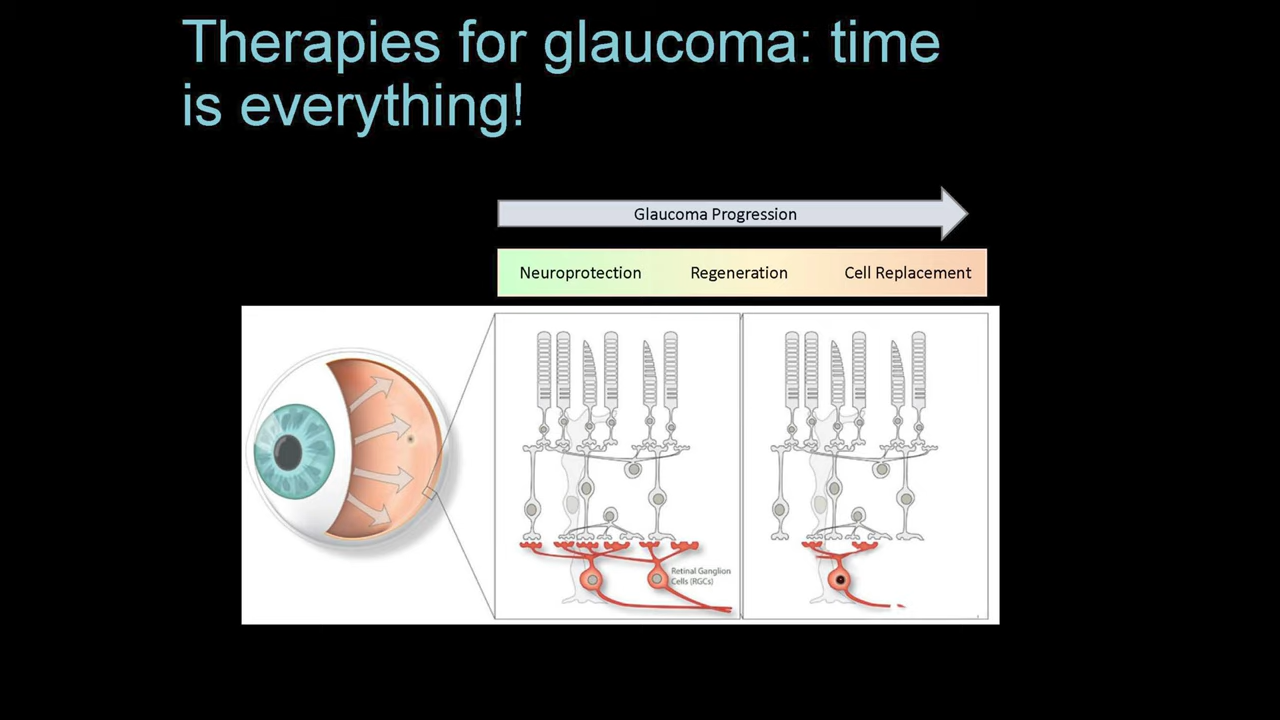 Therapies for glaucoma: time
is everything!
Glaucoma Progression
Neuroprotection Regeneration Cell Replacement
Retinal Ganglion
Cells (RGCs)